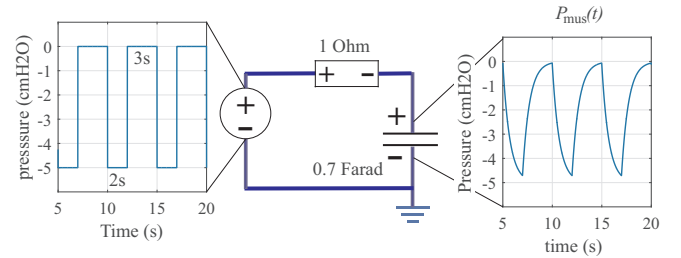 P_mus(t)
1 Ohm
0
-1
-2
-3
-4
-5
3s
2s
presssure (cmH2O)
5
10
15
20
Time (s)
+
-
+
-
+
-
0.7 Farad
0
-1
-2
-3
-4
-5
Pressure (cmH2O)
5
10
15
20
time (s)